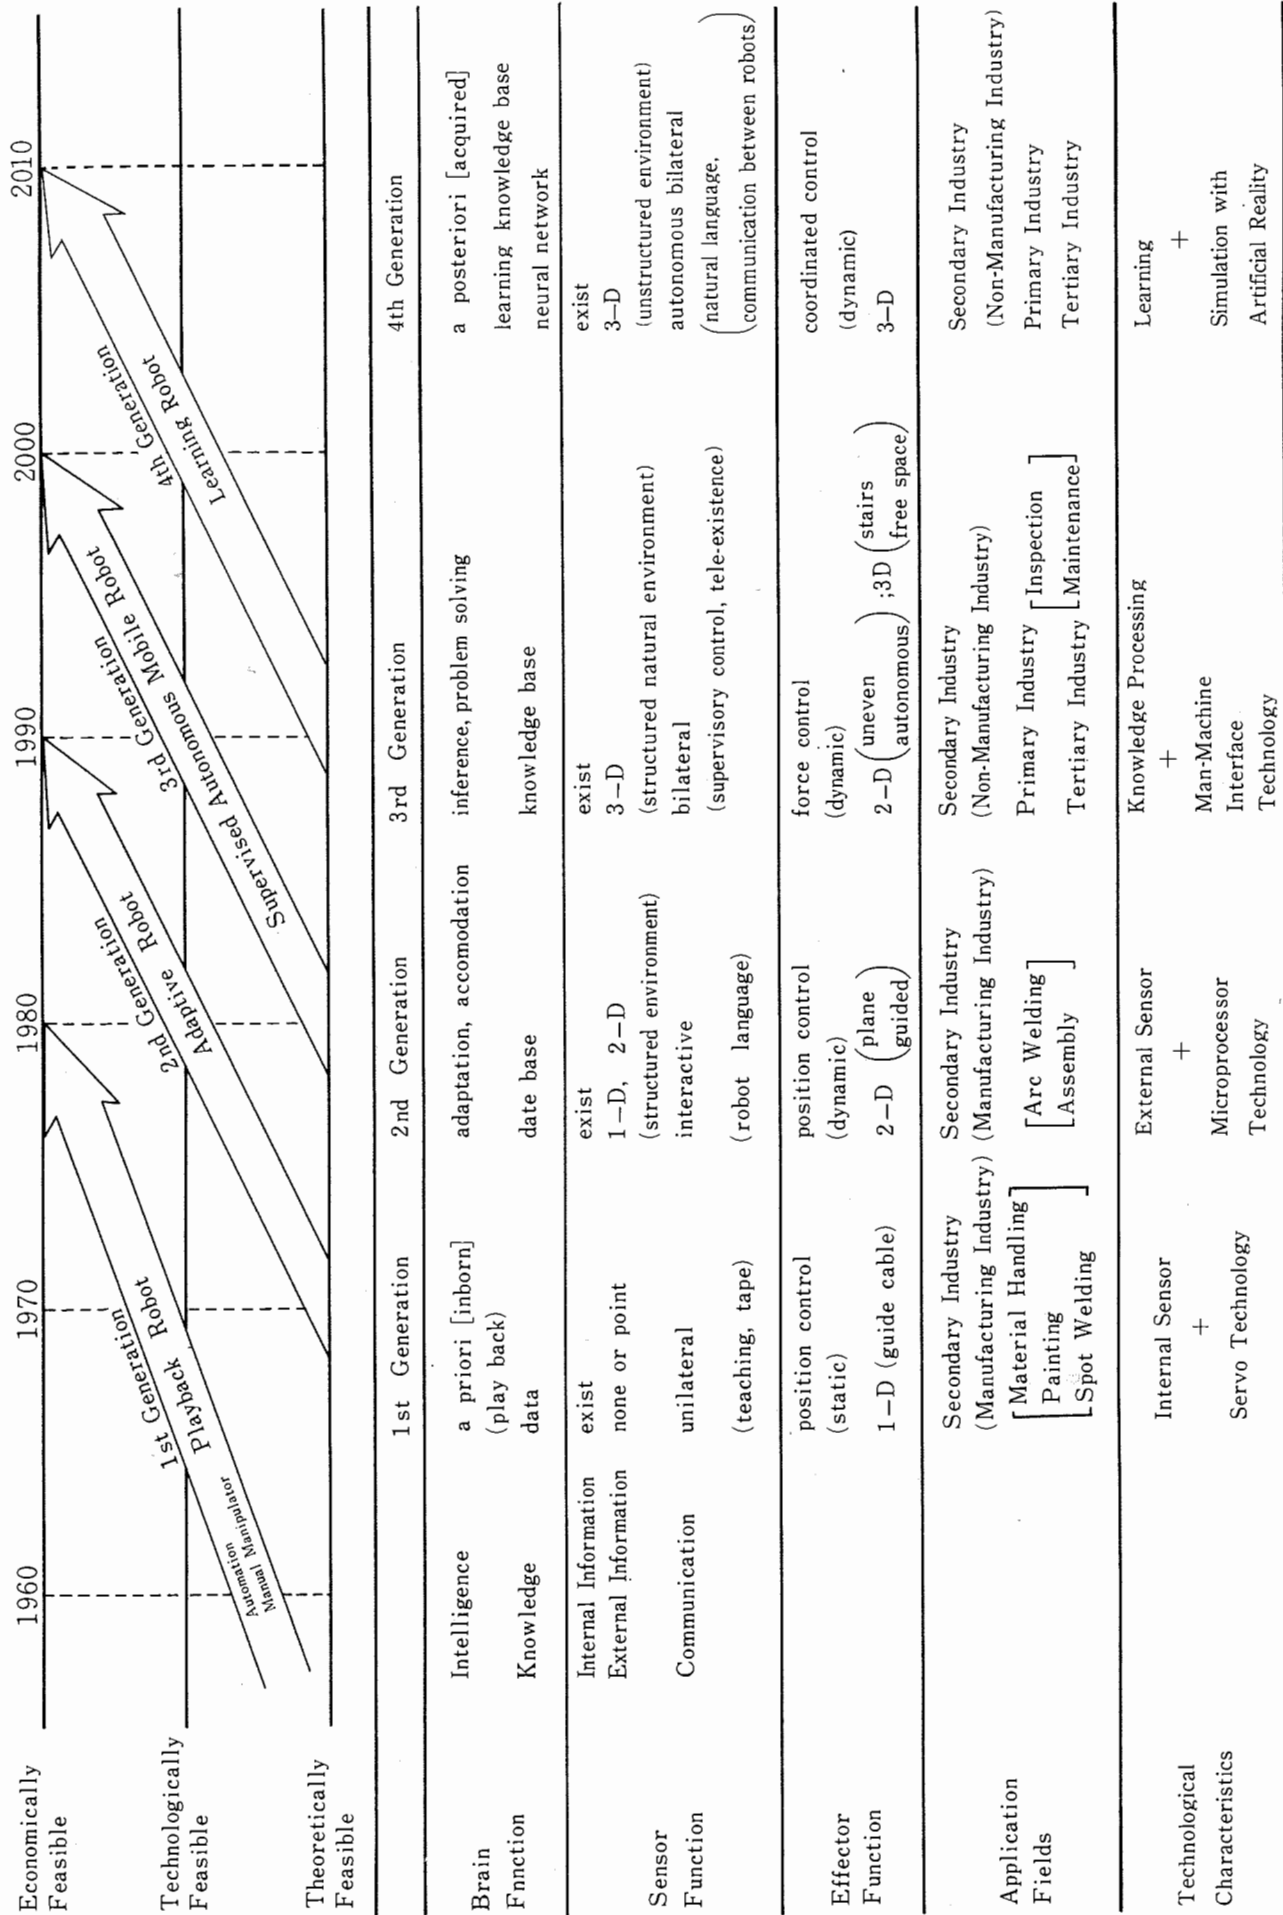 1960 1970 1980 1990 2000 2010
Economically
Feasible
Technologically
Feasible
Theoretically
Feasible
Automation
Manual Manipulator
1st Generation
Playback Robot
2nd Generation
Adaptive Robot
3rd Generation
Supervised Autonomous Mobile Robot
4th Generation
Learning Robot
1st Generation
2nd Generation
3rd Generation
4th Generation
Brain
Fnnction
Intelligence
a priori [inborn]
(play back)
adaptation, accomodation
inference, problem solving
a posteriori [acquired]
Knowledge
data
date base
knowledge base
learning knowledge base
neural network
Sensor
Function
Internal Information
exist
exist
exist
exist
External Information
none or point
1-D, 2-D
(structured environment)
3-D
(structured natural environment)
3-D
(unstructured environment)
Communication
unilateral
(teaching, tape)
interactive
(robot language)
bilateral
(supervisory control, tele-existence)
autonomous bilateral
(natural language,
communication between robots)
Effector
Function
position control
(static)
1-D (guide cable)
position control
(dynamic)
2-D (plane
guided)
force control
(dynamic)
2-D (uneven
autonomous) ;3D (stairs
free space)
coordinated control
(dynamic)
3-D
Application
Fields
Secondary Industry
(Manufacturing Industry)
[Material Handling]
Painting
[Spot Welding ]
Secondary Industry
(Manufacturing Industry)
[Arc Welding]
[Assembly ]
Secondary Industry
(Non-Manufacturing Industry)
Primary Industry [Inspection ]
Tertiary Industry [Maintenance]
Secondary Industry
(Non-Manufacturing Industry)
Primary Industry
Tertiary Industry
Technological
Characteristics
Internal Sensor
+
Servo Technology
External Sensor
+
Microprocessor
Technology
Knowledge Processing
+
Man-Machine
Interface
Technology
Learning
+
Simulation with
Artificial Reality